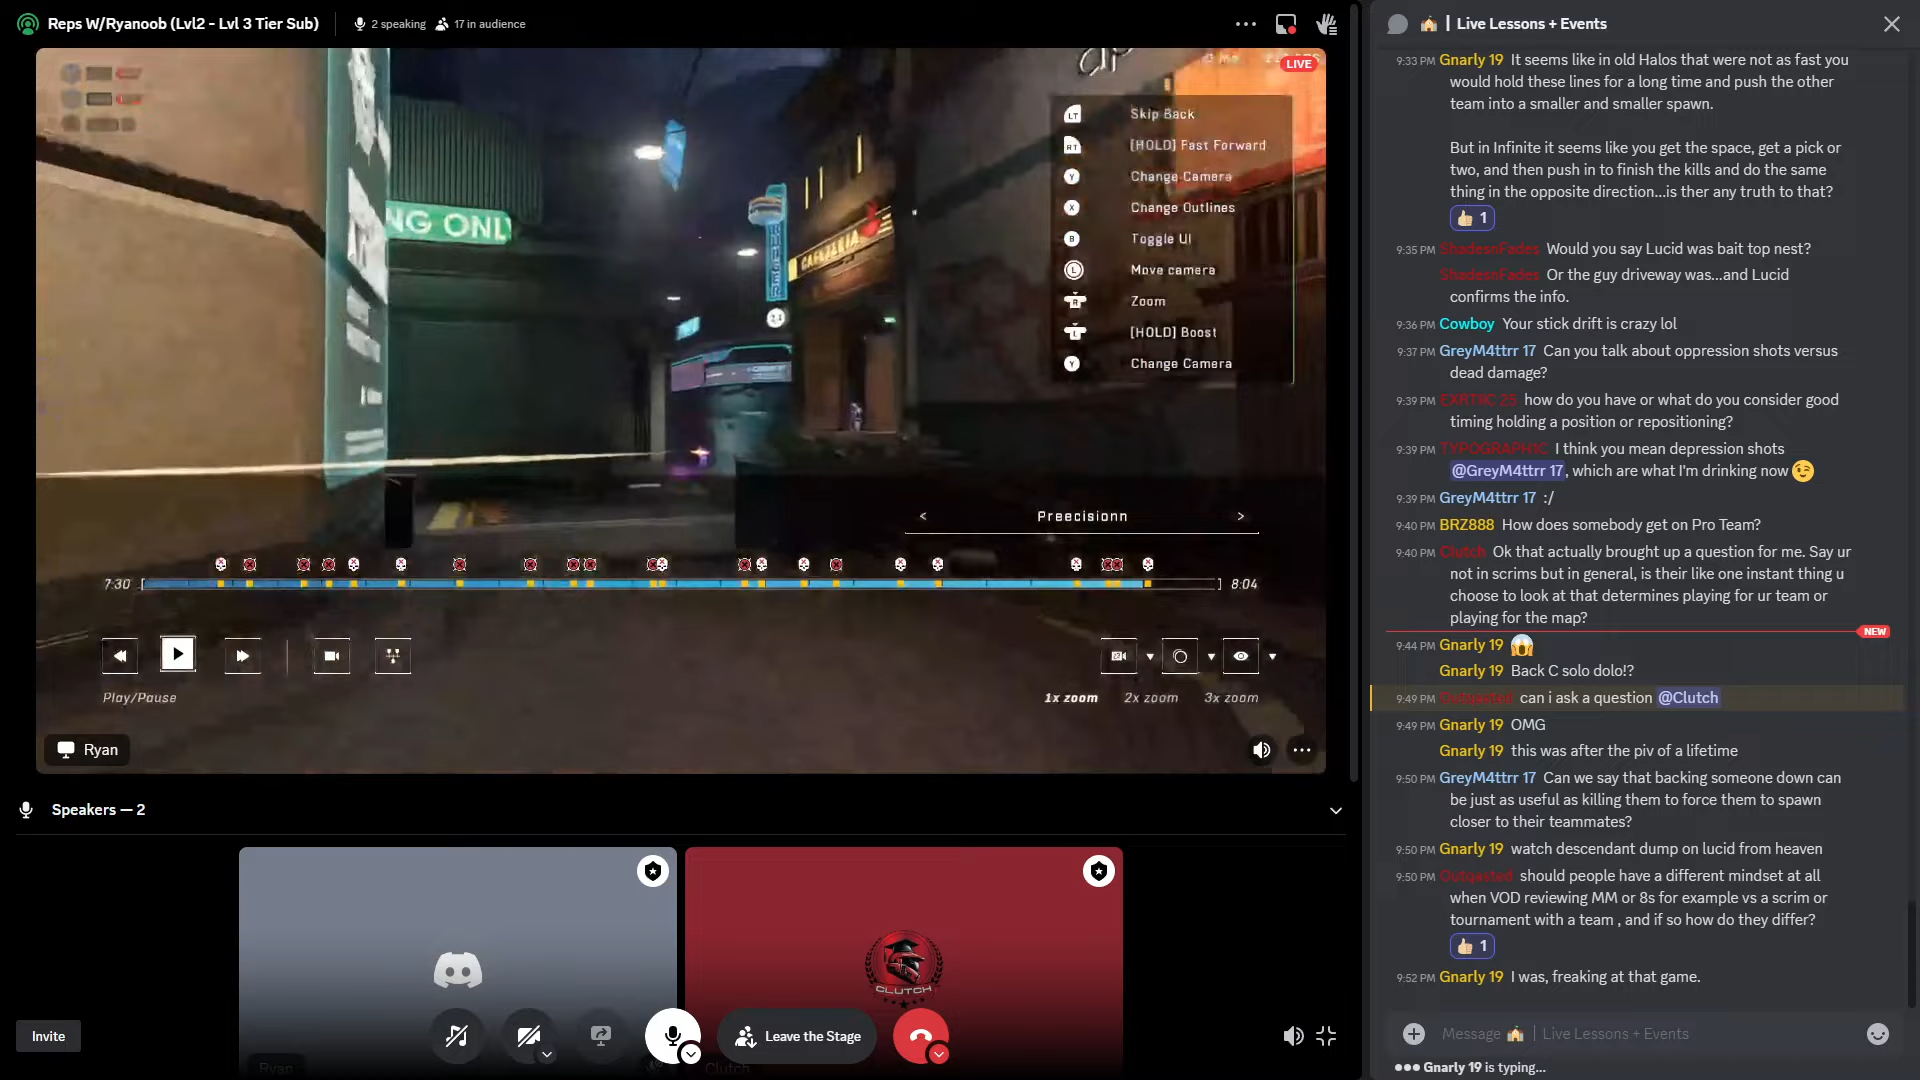 Reps W/Ryanoob (Lvl2 - Lvl 3 Tier Sub)
2 speaking
17 in audience
LIVE
NG ONL
LT Skip Back
RT [HOLD] Fast Forward
Y Change Camera
X Change Outlines
B Toggle UI
L Move camera
R Zoom
L [HOLD] Boost
Y Change Camera
< Preecisionn >
7:30
8:04
Play/Pause
1x zoom 2x zoom 3x zoom
Ryan
Speakers — 2
CLUTCH
Ryan
Clutch
Invite
Leave the Stage
Live Lessons + Events
9:33 PM Gnarly 19 It seems like in old Halos that were not as fast you
would hold these lines for a long time and push the other
team into a smaller and smaller spawn.
But in Infinite it seems like you get the space, get a pick or
two, and then push in to finish the kills and do the same
thing in the opposite direction...is ther any truth to that?
1
9:35 PM ShadesnFades Would you say Lucid was bait top nest?
ShadesnFades Or the guy driveway was...and Lucid
confirms the info.
9:36 PM Cowboy Your stick drift is crazy lol
9:37 PM GreyM4ttrr 17 Can you talk about oppression shots versus
dead damage?
9:39 PM EXRTIIC 25 how do you have or what do you consider good
timing holding a position or repositioning?
9:39 PM TYPOGRAPH1C I think you mean depression shots
@GreyM4ttrr 17, which are what I'm drinking now
9:39 PM GreyM4ttrr 17 :/
9:40 PM BRZ888 How does somebody get on Pro Team?
9:40 PM Clutch Ok that actually brought up a question for me. Say ur
not in scrims but in general, is their like one instant thing u
choose to look at that determines playing for ur team or
playing for the map?
NEW
9:44 PM Gnarly 19
Gnarly 19 Back C solo dolo!?
9:49 PM Outqasted can i ask a question @Clutch
9:49 PM Gnarly 19 OMG
Gnarly 19 this was after the piv of a lifetime
9:50 PM GreyM4ttrr 17 Can we say that backing someone down can
be just as useful as killing them to force them to spawn
closer to their teammates?
9:50 PM Gnarly 19 watch descendant dump on lucid from heaven
9:50 PM Outqasted should people have a different mindset at all
when VOD reviewing MM or 8s for example vs a scrim or
tournament with a team , and if so how do they differ?
1
9:52 PM Gnarly 19 I was, freaking at that game.
Message | Live Lessons + Events
Gnarly 19 is typing...